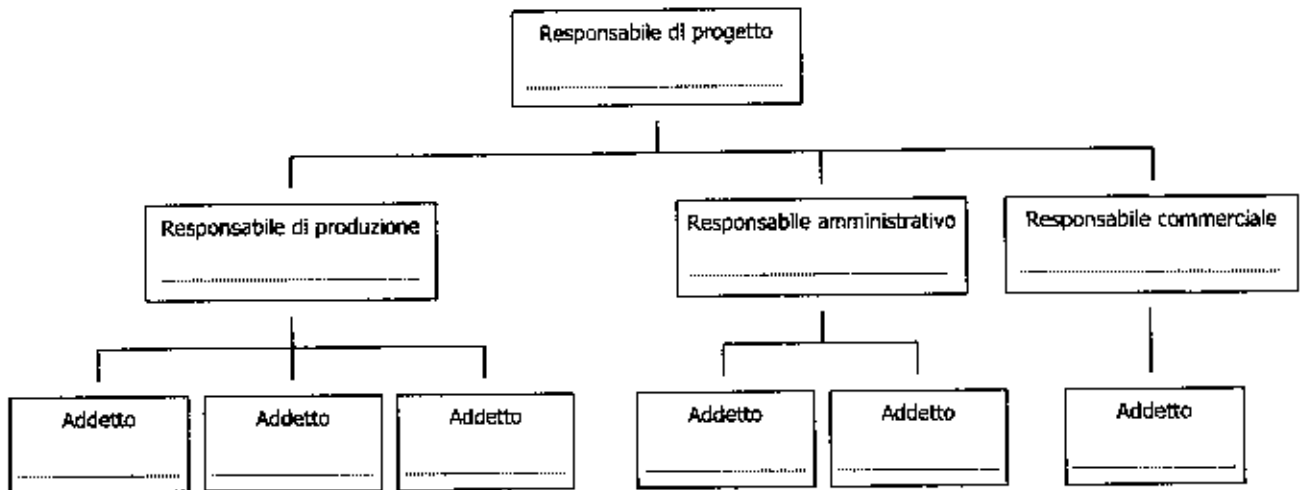 Responsabile di progetto
Responsabile di produzione
Responsabile amministrativo
Responsabile commerciale
Addetto
Addetto
Addetto
Addetto
Addetto
Addetto